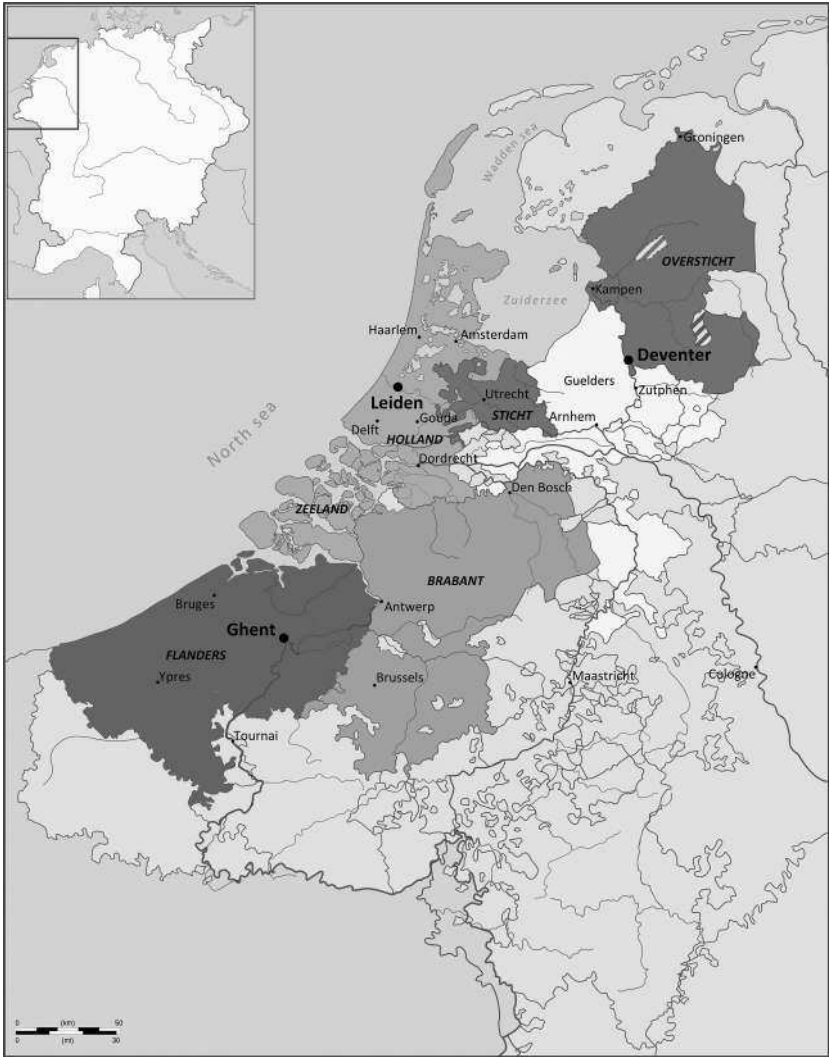 Groningen
Wadden sea
OVERSTICHT
Kampen
Zuiderzee
Haarlem
Amsterdam
Deventer
Guelders
Zutphen
Leiden
Utrecht
STICHT
Gouda
Delft
Arnhem
HOLLAND
North sea
Dordrecht
Den Bosch
ZEELAND
BRABANT
Bruges
Antwerp
Ghent
FLANDERS
Ypres
Brussels
Maastricht
Cologne
Tournai
0 (km) 50
0 (mt) 30